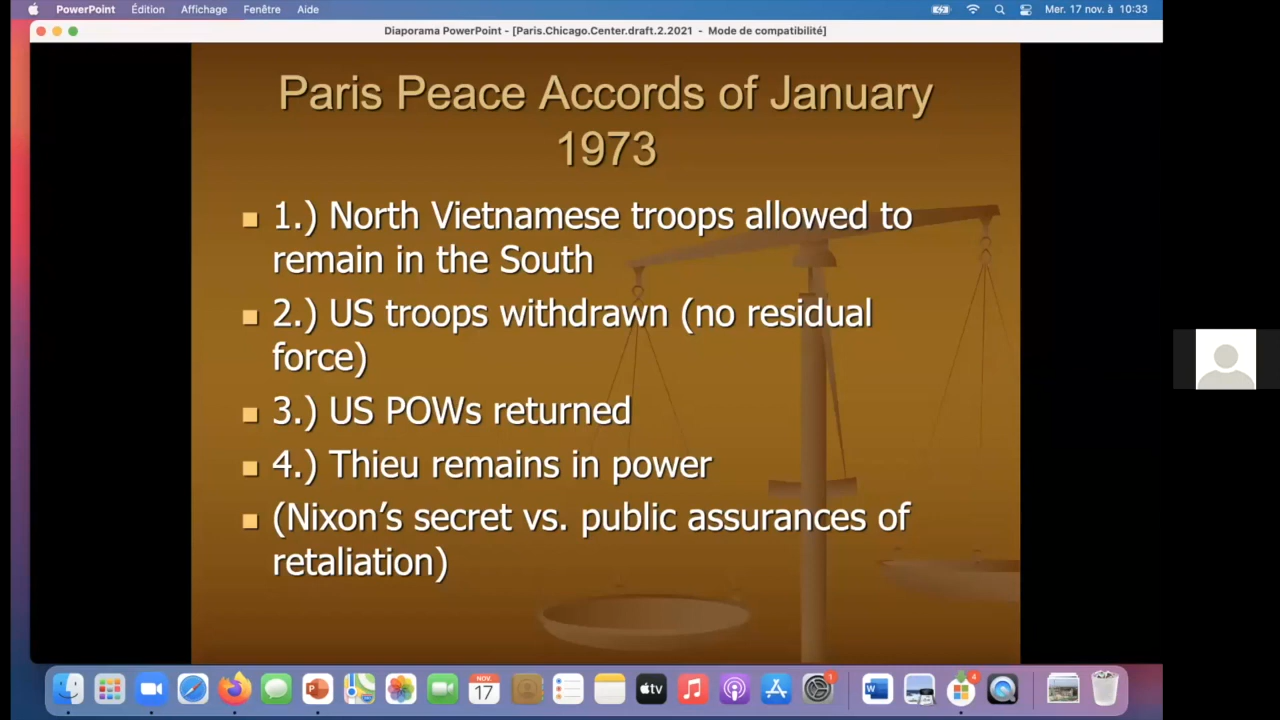 PowerPoint Édition Affichage Fenêtre Aide Mer. 17 nov. à 10:33
Diaporama PowerPoint - [Paris.Chicago.Center.draft.2.2021 - Mode de compatibilité]
Paris Peace Accords of January
1973
1.) North Vietnamese troops allowed to
remain in the South
2.) US troops withdrawn (no residual
force)
3.) US POWs returned
4.) Thieu remains in power
(Nixon's secret vs. public assurances of
retaliation)
NOV.
17
tv
1
4